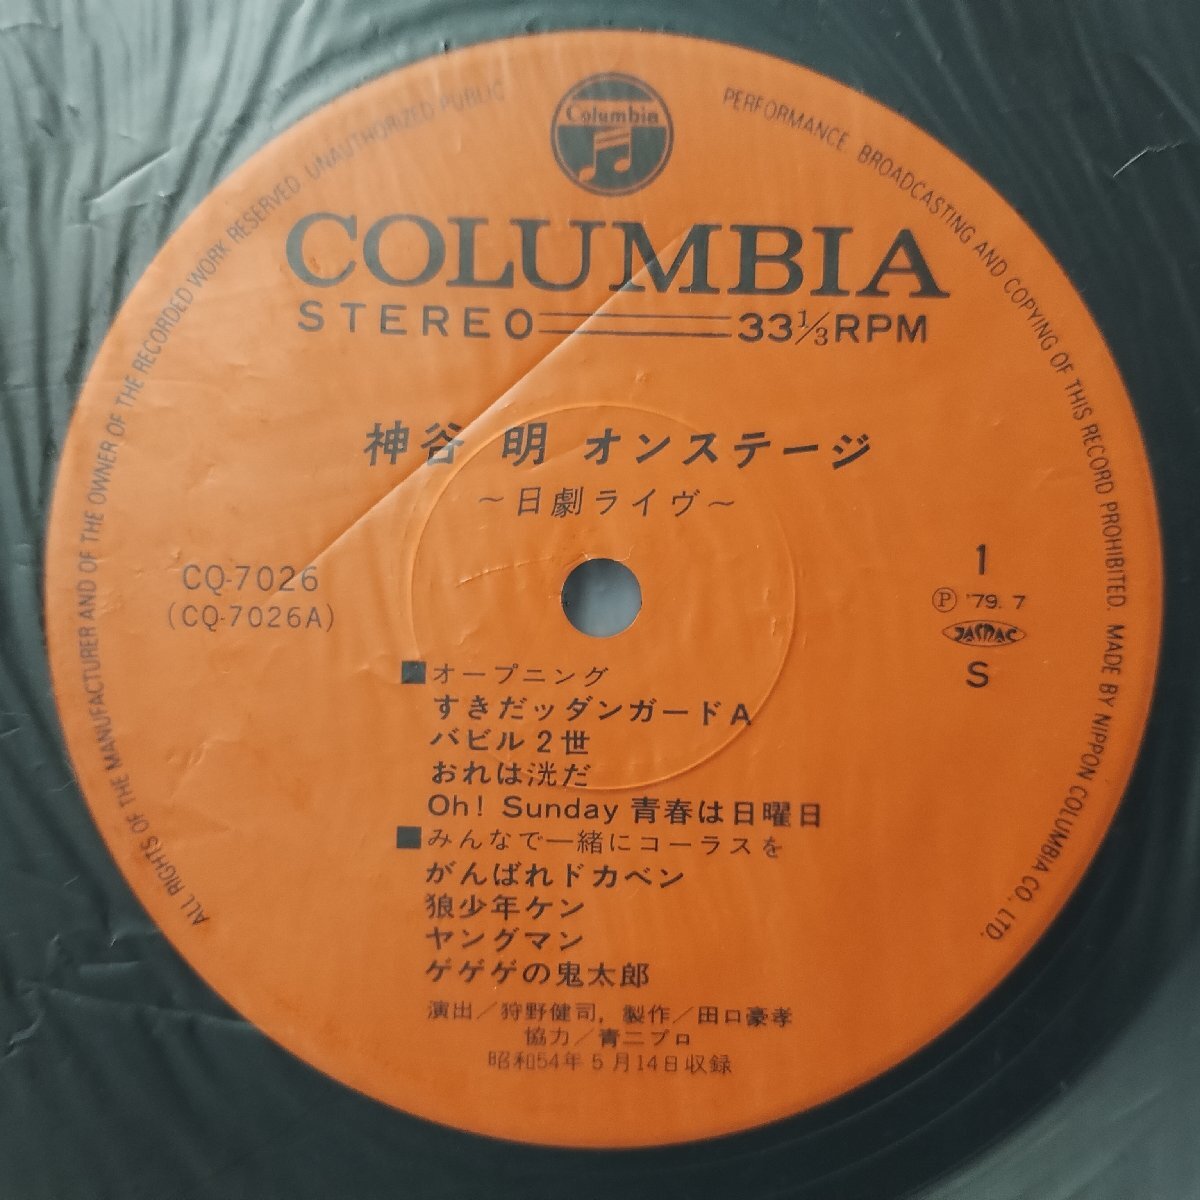 Columbia
ALL RIGHTS OF THE MANUFACTURER AND OF THE OWNER OF THE RECORDED WORK RESERVED UNAUTHORIZED PUBLIC PERFORMANCE BROADCASTING AND COPYING OF THIS RECORD PROHIBITED. MADE BY NIPPON COLUMBIA CO., LTD.
COLUMBIA
STEREO 33 1/3 RPM
神谷 明 オンステージ
～日劇ライヴ～
CQ-7026
(CQ-7026A)
1
Ⓟ '79. 7
JASRAC
S
■オープニング
すきだッダンガードA
バビル2世
おれは洸だ
Oh! Sunday 青春は日曜日
■みんなで一緒にコーラスを
がんばれドカベン
狼少年ケン
ヤングマン
ゲゲゲの鬼太郎
演出/狩野健司, 製作/田口豪孝
協力/青二プロ
昭和54年5月14日収録